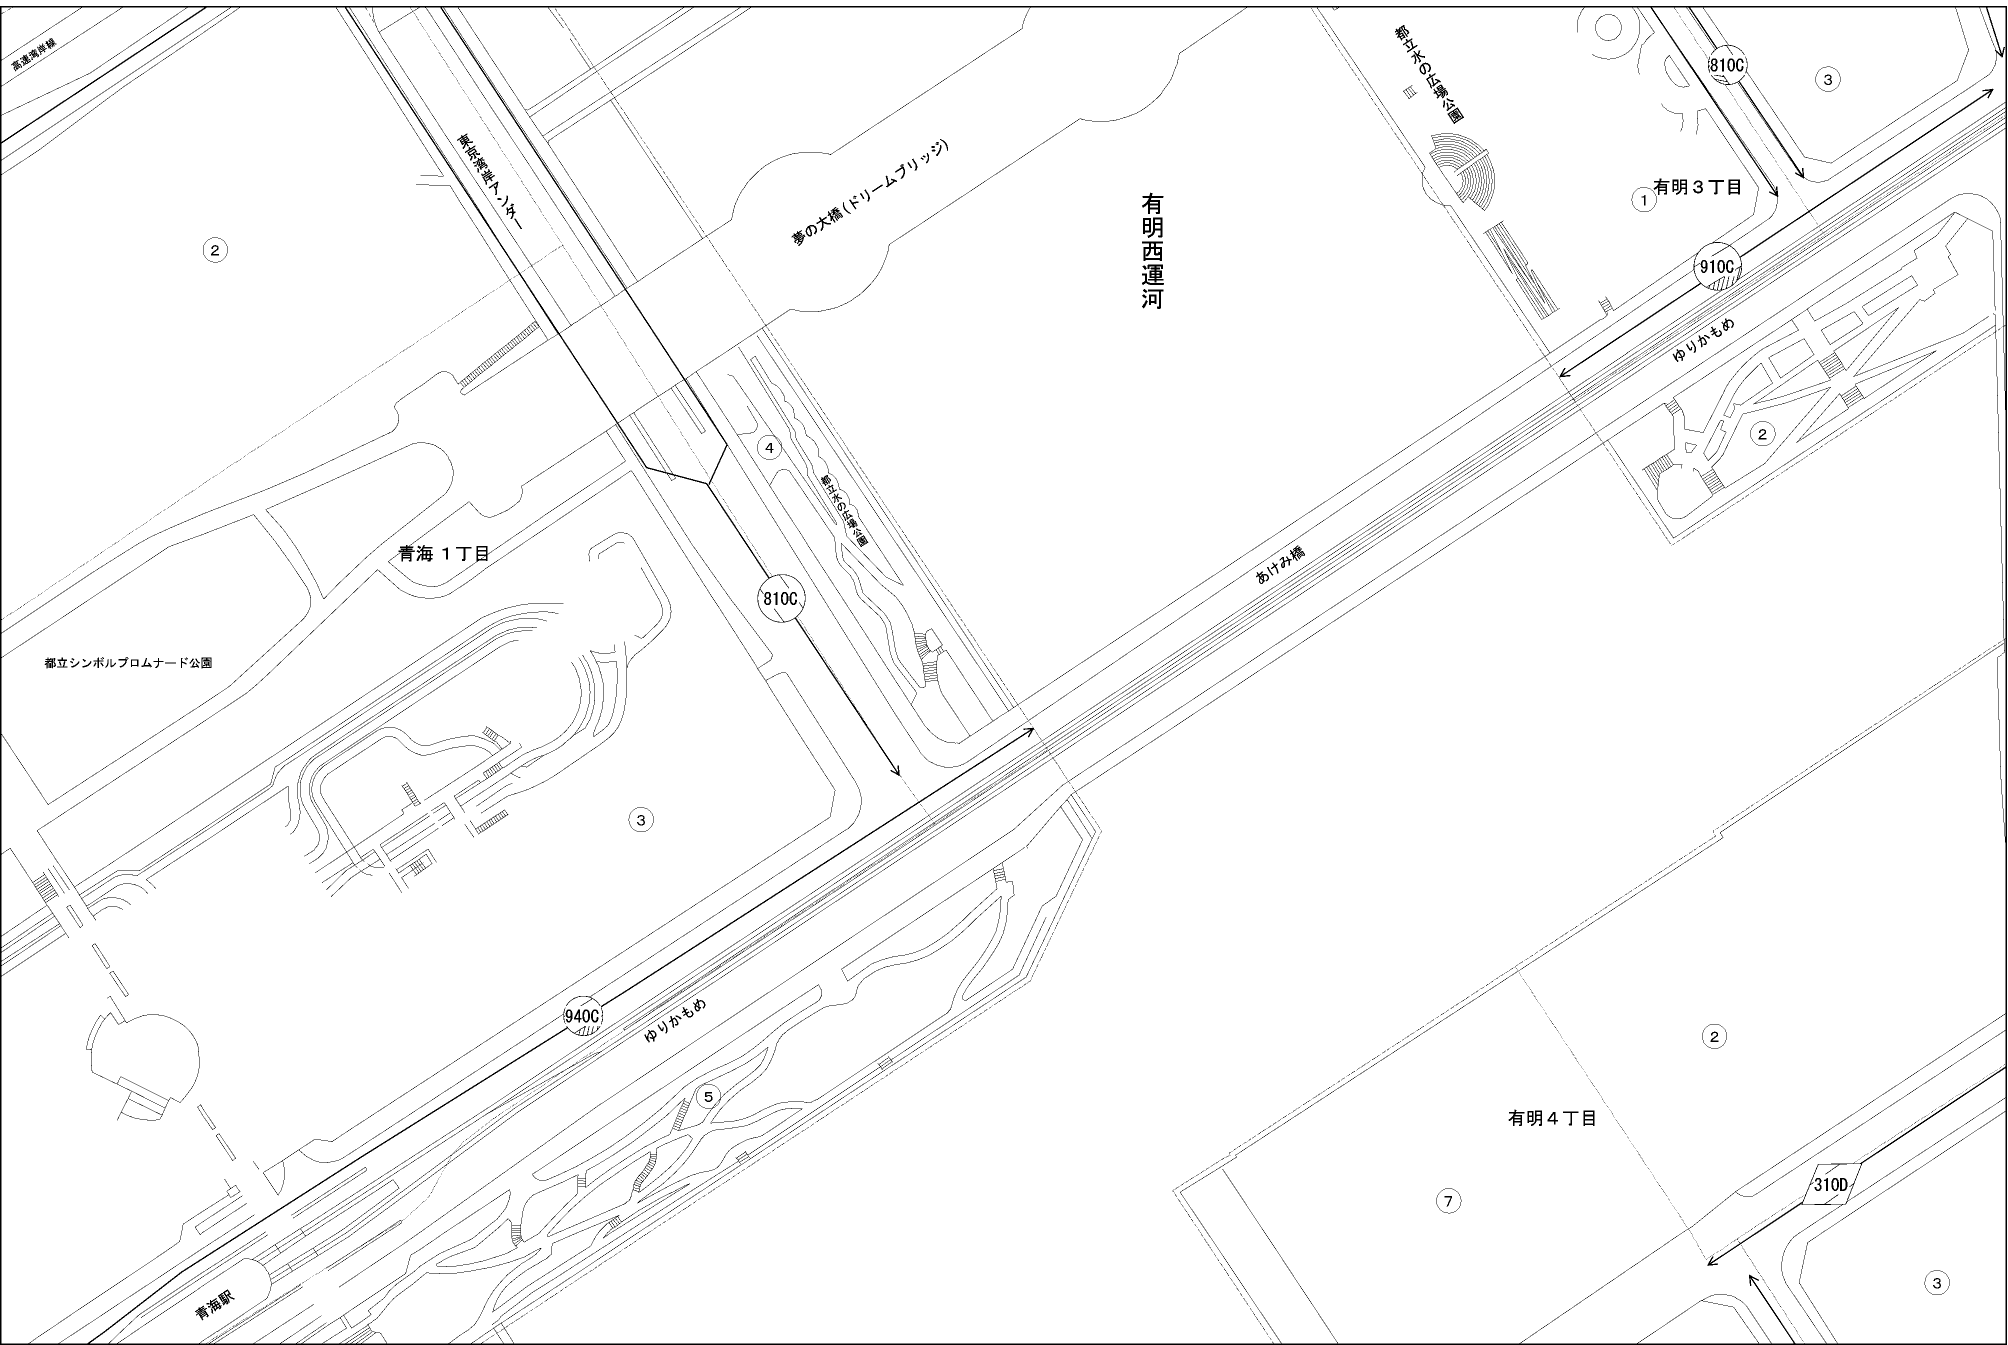 高速湾岸線
東京湾岸アンダー
夢の大橋(ドリームブリッジ)
都立水の広場公園
810C
3
有明西運河
1
有明3丁目
2
910C
ゆりかもめ
4
都立水の広場公園
2
あけみ橋
青海1丁目
810C
都立シンボルプロムナード公園
3
940C
ゆりかもめ
2
5
有明4丁目
310D
7
3
青海駅